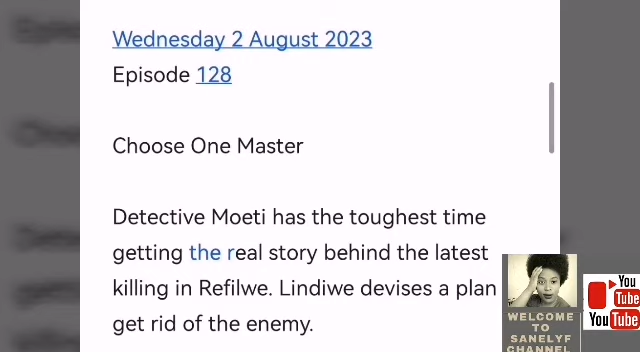 Wednesday 2 August 2023
Episode 128
Choose One Master
Detective Moeti has the toughest time
getting the real story behind the latest
killing in Refilwe. Lindiwe devises a plan
get rid of the enemy.
WELCOME
TO
SANELYF
CHANNEL
You
Tube
YouTube